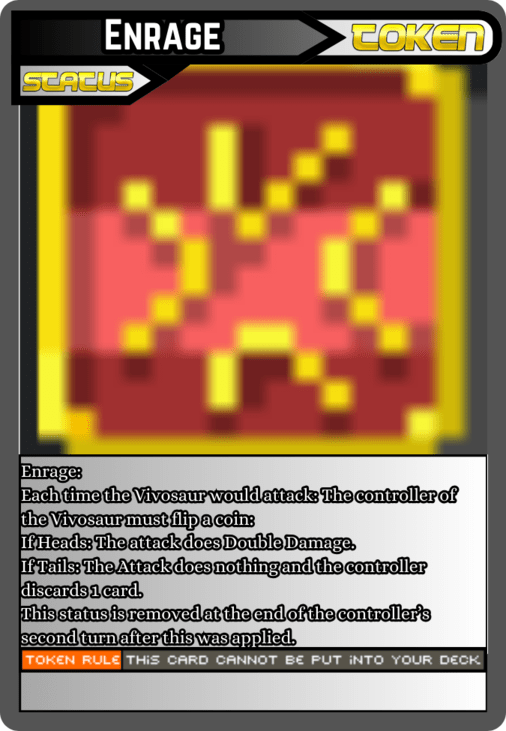 Enrage
TOKEN
STATUS
Enrage:
Each time the Vivosaur would attack: The controller of
the Vivosaur must flip a coin:
If Heads: The attack does Double Damage.
If Tails: The Attack does nothing and the controller
discards 1 card.
This status is removed at the end of the controller's
second turn after this was applied.
TOKEN RULE THIS CARD CANNOT BE PUT INTO YOUR DECK